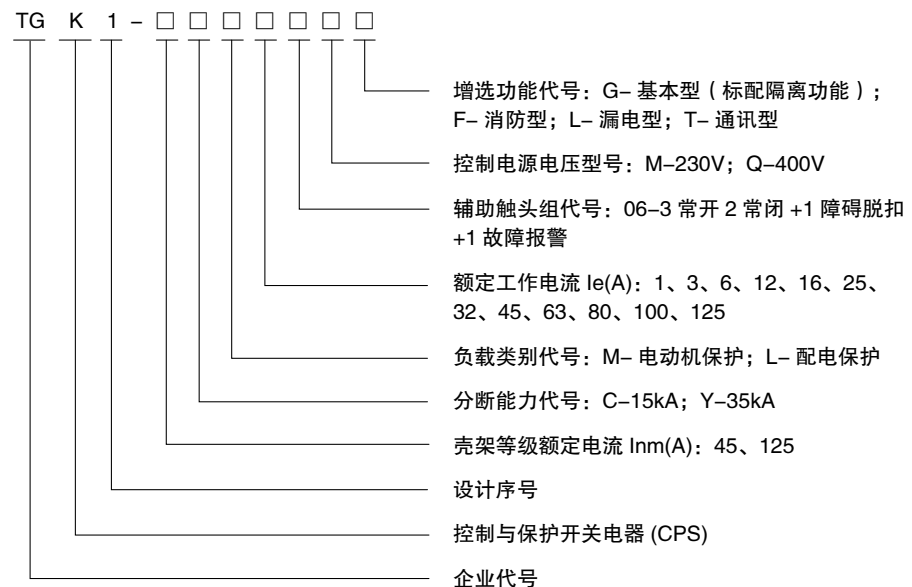 TG K 1 – □ □ □ □ □ □ □
增选功能代号：G– 基本型（标配隔离功能）；
F– 消防型；L– 漏电型；T– 通讯型
控制电源电压型号：M–230V；Q–400V
辅助触头组代号：06–3 常开 2 常闭 +1 障碍脱扣
+1 故障报警
额定工作电流 Ie(A)：1、3、6、12、16、25、
32、45、63、80、100、125
负载类别代号：M– 电动机保护；L– 配电保护
分断能力代号：C–15kA；Y–35kA
壳架等级额定电流 Inm(A)：45、125
设计序号
控制与保护开关电器 (CPS)
企业代号